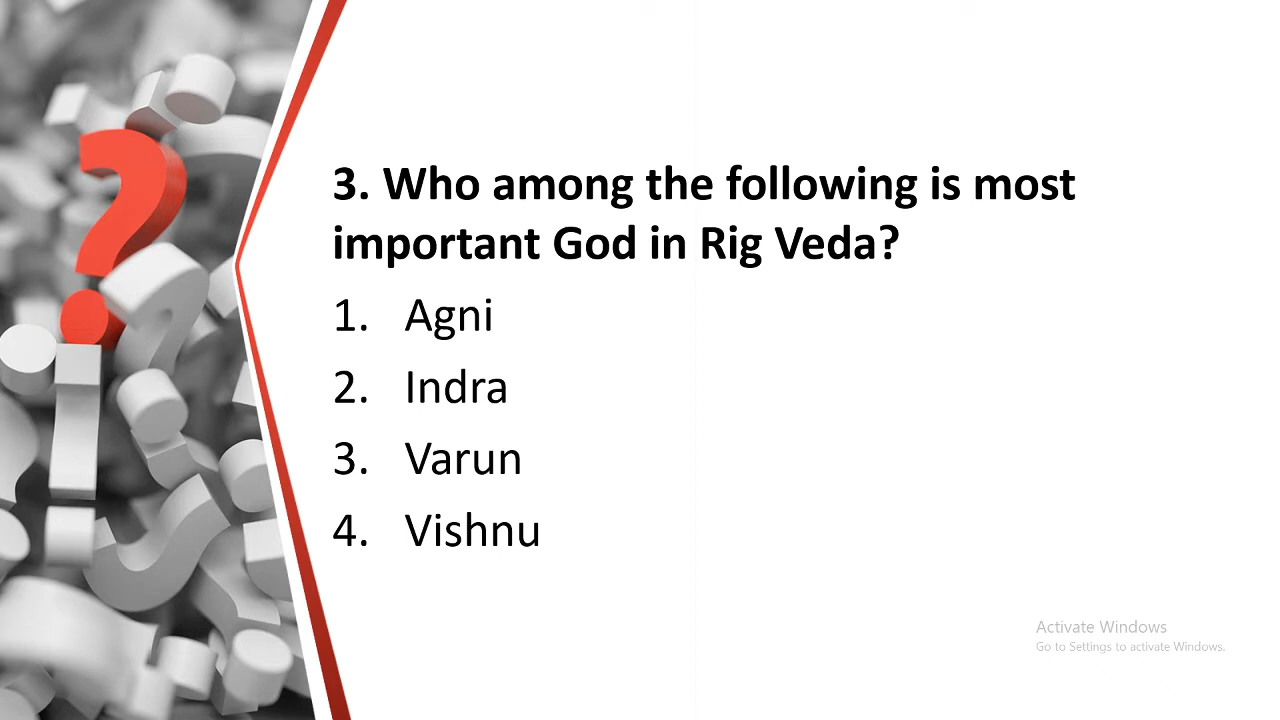 3. Who among the following is most
important God in Rig Veda?
1. Agni
2. Indra
3. Varun
4. Vishnu
Activate Windows
Go to Settings to activate Windows.